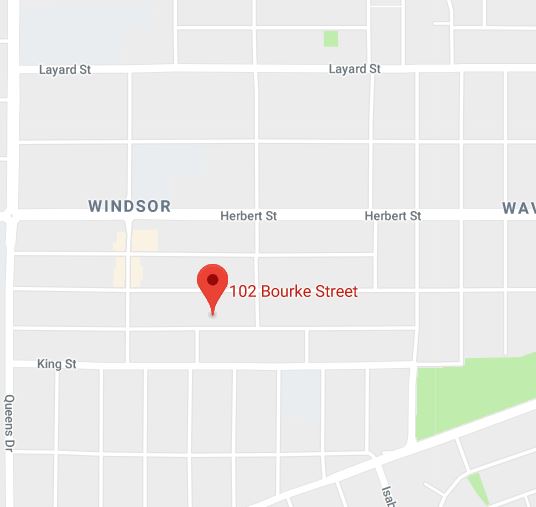 Layard St
Layard St
WINDSOR
WAV
Herbert St
Herbert St
102 Bourke Street
King St
Queens Dr
Isab